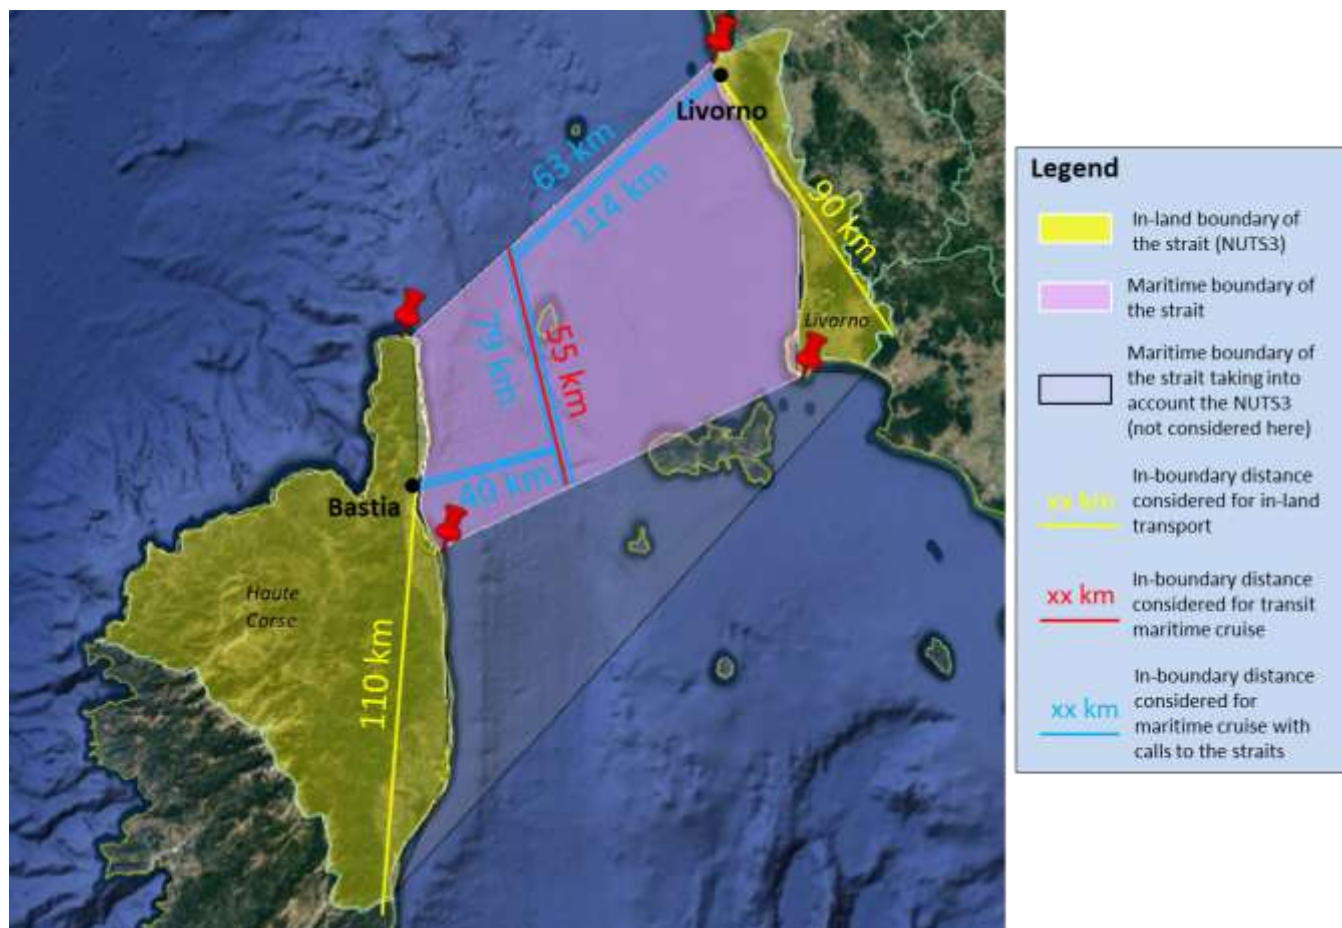 Livorno
63 km
114 km
90 km
79 km
55 km
Livorno
40 km
Bastia
Haute
Corse
110 km
Legend
In-land boundary of
the strait (NUTS3)
Maritime boundary of
the strait
Maritime boundary of
the strait taking into
account the NUTS3
(not considered here)
xx km
In-boundary distance
considered for in-land
transport
xx km
In-boundary distance
considered for transit
maritime cruise
xx km
In-boundary distance
considered for
maritime cruise with
calls to the straits